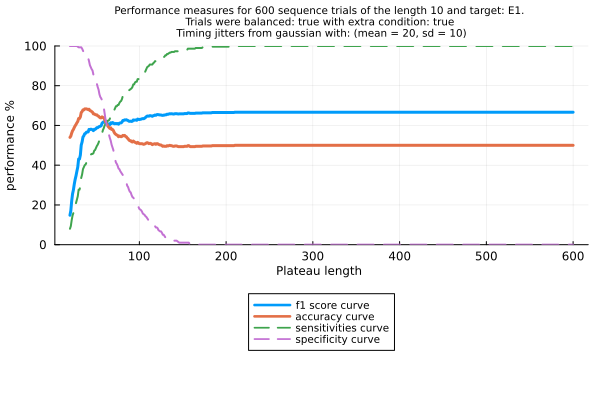 Performance measures for 600 sequence trials of the length 10 and target: E1.
Trials were balanced: true with extra condition: true
Timing jitters from gaussian with: (mean = 20, sd = 10)
100
80
60
40
20
0
performance %
100
200
300
400
500
600
Plateau length
f1 score curve
accuracy curve
sensitivities curve
specificity curve